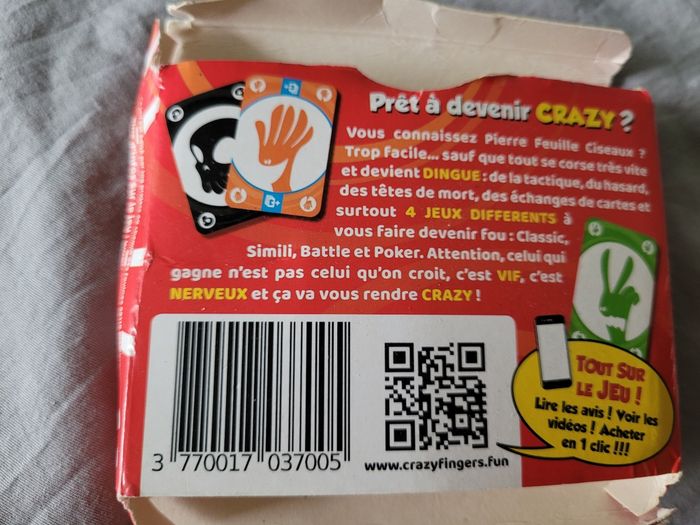 Prêt à devenir CRAZY ?
Vous connaissez Pierre Feuille Ciseaux ?
Trop facile... sauf que tout se corse très vite
et devient DINGUE : de la tactique, du hasard,
des têtes de mort, des échanges de cartes et
surtout 4 JEUX DIFFERENTS à
vous faire devenir fou : Classic,
Simili, Battle et Poker. Attention, celui qui
gagne n'est pas celui qu'on croit, c'est VIF, c'est
NERVEUX et ça va vous rendre CRAZY !
TOUT SUR
LE JEU !
Lire les avis ! Voir les
vidéos ! Acheter
en 1 clic !!!
3 770017 037005
www.crazyfingers.fun